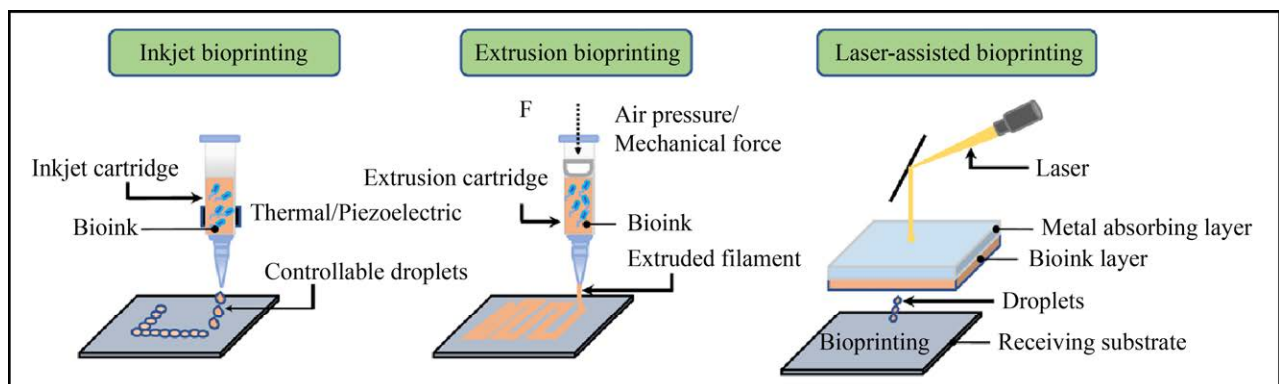 Inkjet bioprinting
Inkjet cartridge
Bioink
Thermal/Piezoelectric
Controllable droplets
Extrusion bioprinting
F
Air pressure/
Mechanical force
Extrusion cartridge
Bioink
Extruded filament
Laser-assisted bioprinting
Laser
Metal absorbing layer
Bioink layer
Droplets
Bioprinting
Receiving substrate